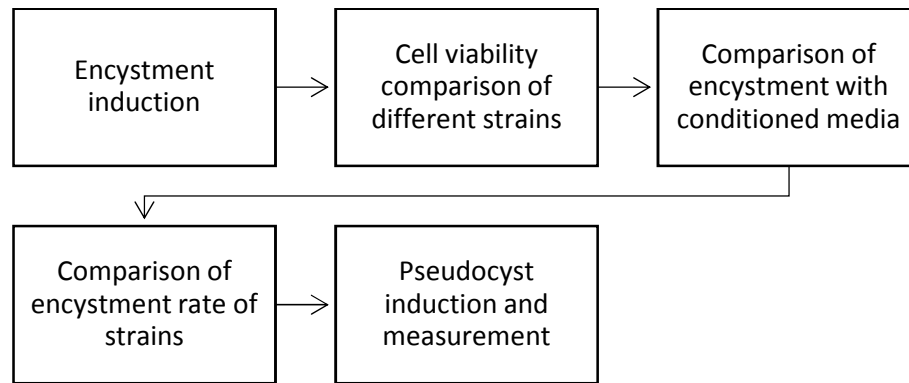 Encystment
induction
Cell viability
comparison of
different strains
Comparison of
encystment with
conditioned media
Comparison of
encystment rate of
strains
Pseudocyst
induction and
measurement